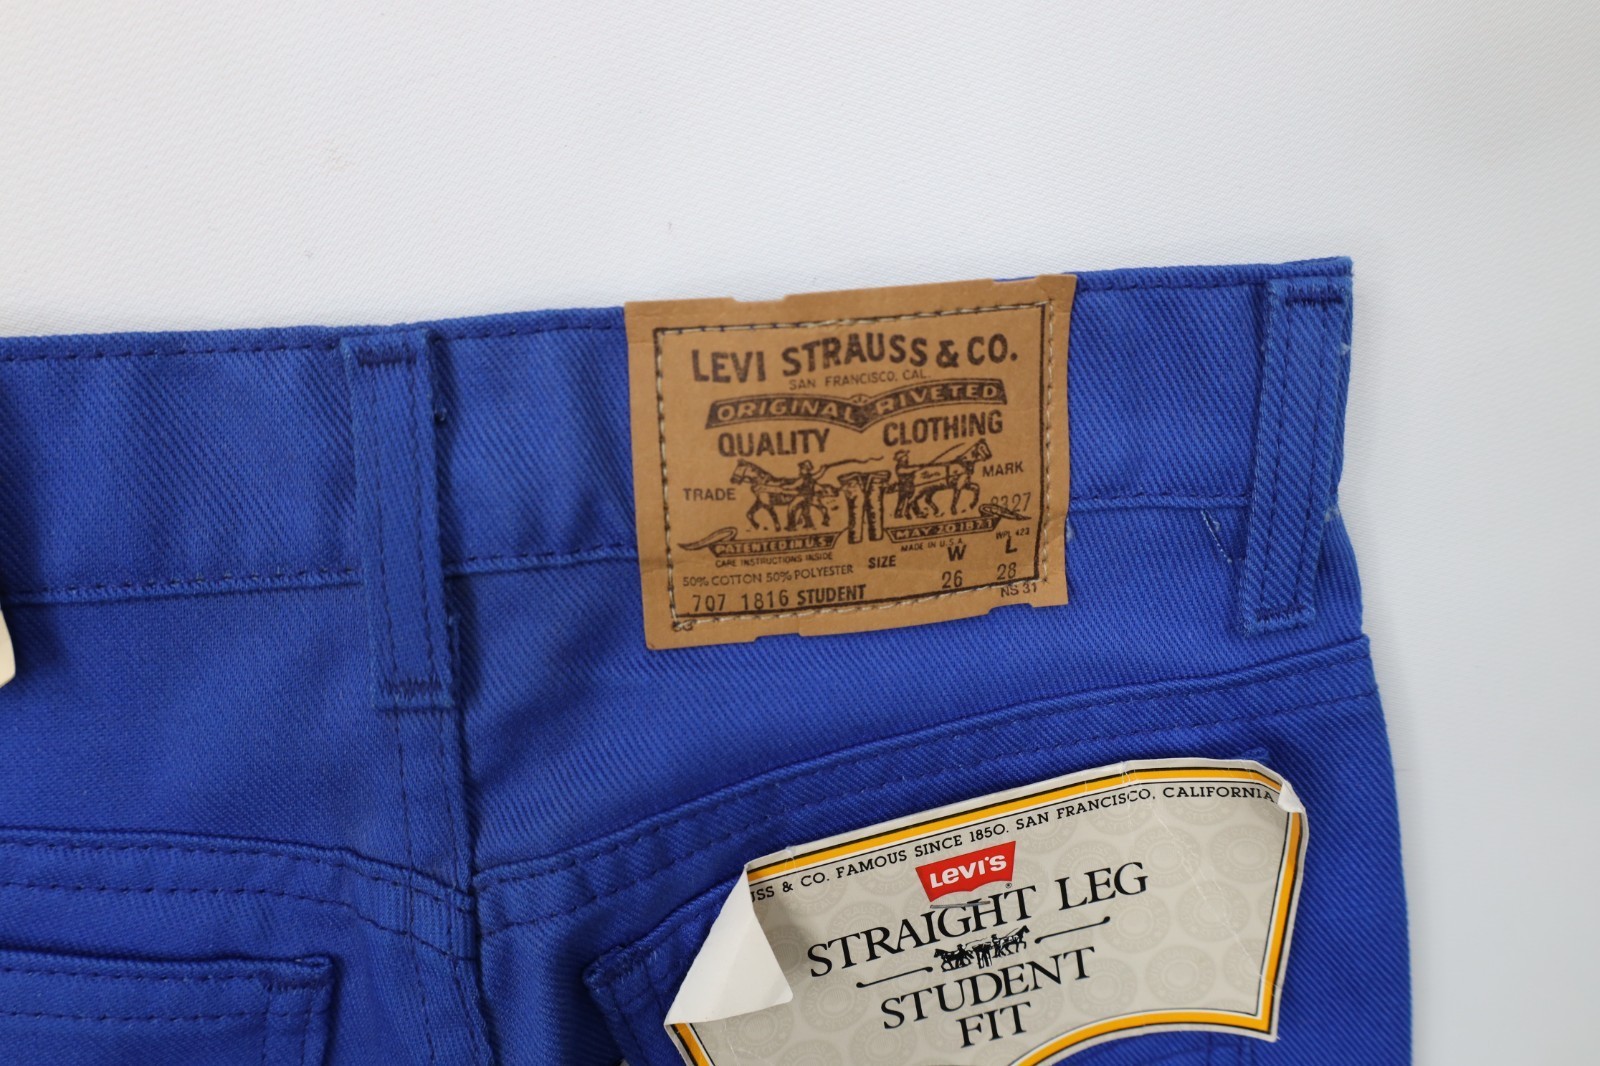 LEVI STRAUSS & CO.
SAN FRANCISCO, CAL.
ORIGINAL RIVETED
QUALITY CLOTHING
TRADE MARK
PATENTED IN U.S. MAY 20 1873
CARE INSTRUCTIONS INSIDE
MADE IN U.S.A.
WPL 423
50% COTTON 50% POLYESTER
SIZE W L
26 28
707 1816 STUDENT
NS 31
& CO. FAMOUS SINCE 1850. SAN FRANCISCO, CALIFORNIA
LEVI'S
®
STRAIGHT LEG
STUDENT
FIT